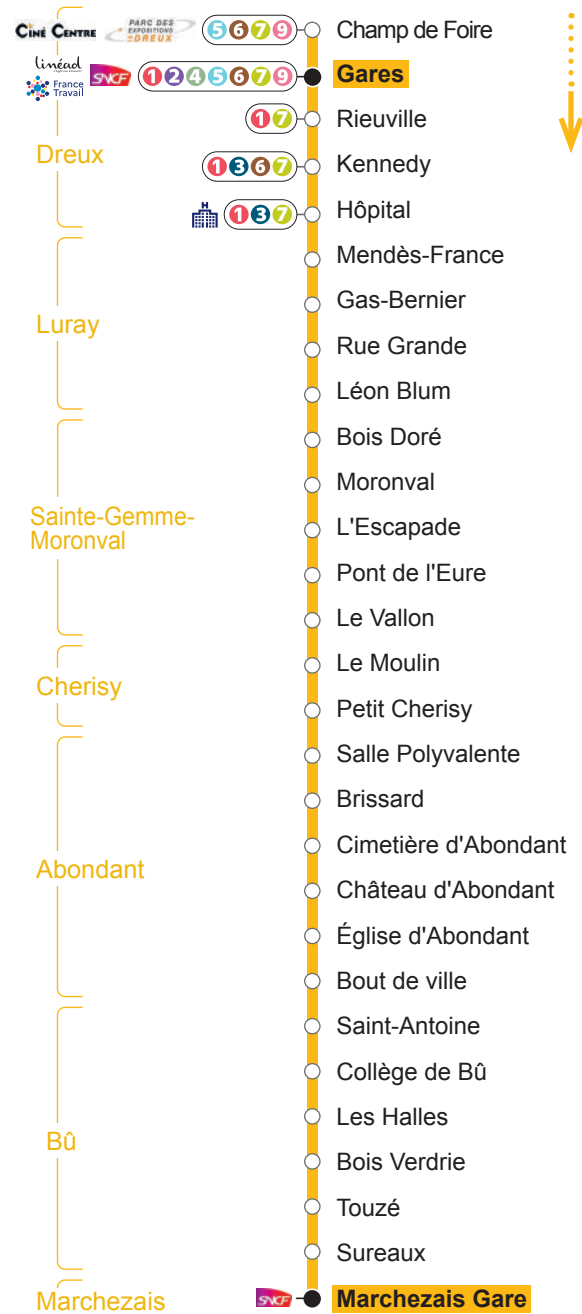 CINÉ CENTRE PARC DES EXPOSITIONS DREUX 5 6 7 9 Champ de Foire
Linéad France Travail SNCF 1 2 4 5 6 7 9 Gares
1 7 Rieuville
Dreux
1 3 6 7 Kennedy
H 1 3 7 Hôpital
Mendès-France
Gas-Bernier
Luray
Rue Grande
Léon Blum
Bois Doré
Moronval
Sainte-Gemme-
Moronval
L'Escapade
Pont de l'Eure
Le Vallon
Le Moulin
Cherisy
Petit Cherisy
Salle Polyvalente
Brissard
Cimetière d'Abondant
Abondant
Château d'Abondant
Église d'Abondant
Bout de ville
Saint-Antoine
Collège de Bû
Les Halles
Bû
Bois Verdrie
Touzé
Sureaux
Marchezais SNCF Marchezais Gare